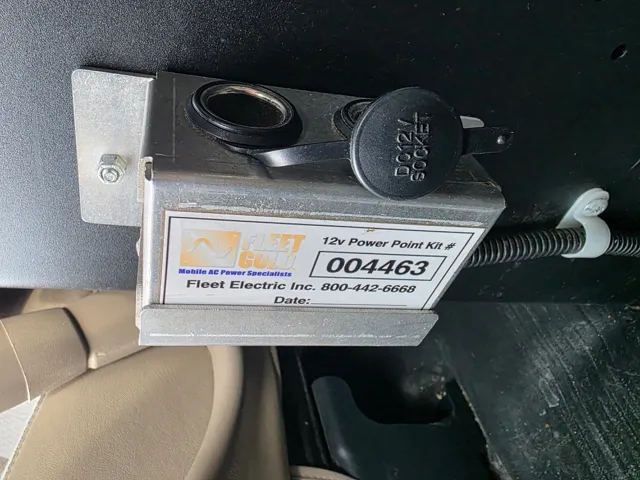 DC12V
SOCKET
FLEET
12v Power Point Kit #
Mobile AC Power Specialists
004463
Fleet Electric Inc. 800-442-6668
Date: